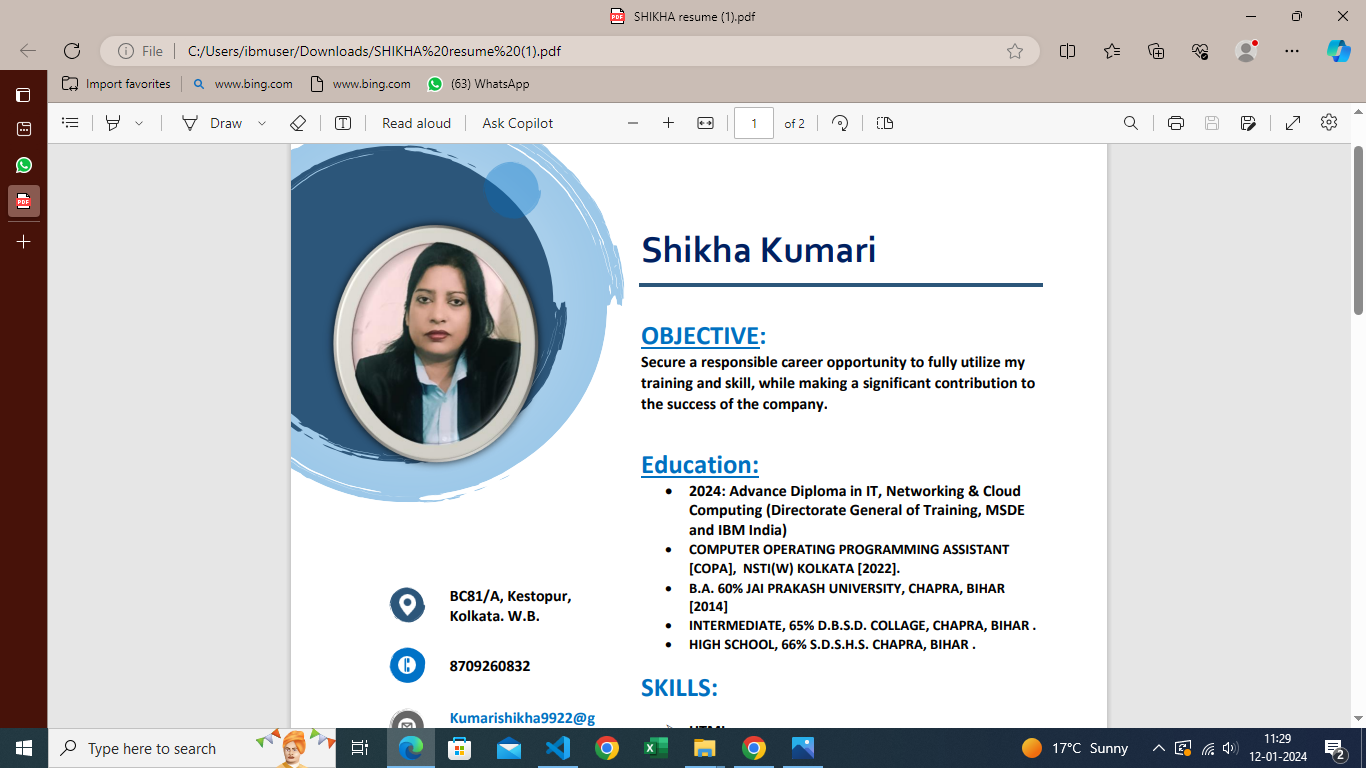 SHIKHA resume (1).pdf
File
C:/Users/ibmuser/Downloads/SHIKHA%20resume%20(1).pdf
Import favorites
www.bing.com
www.bing.com
(63) WhatsApp
Draw
Read aloud
Ask Copilot
1
of 2
Shikha Kumari
OBJECTIVE:
Secure a responsible career opportunity to fully utilize my
training and skill, while making a significant contribution to
the success of the company.
Education:
• 2024: Advance Diploma in IT, Networking & Cloud
Computing (Directorate General of Training, MSDE
and IBM India)
• COMPUTER OPERATING PROGRAMMING ASSISTANT
[COPA], NSTI(W) KOLKATA [2022].
• B.A. 60% JAI PRAKASH UNIVERSITY, CHAPRA, BIHAR
[2014]
• INTERMEDIATE, 65% D.B.S.D. COLLAGE, CHAPRA, BIHAR .
• HIGH SCHOOL, 66% S.D.S.H.S. CHAPRA, BIHAR .
SKILLS:
BC81/A, Kestopur,
Kolkata. W.B.
8709260832
Kumarishikha9922@g
Type here to search
17°C Sunny
11:29
12-01-2024
2